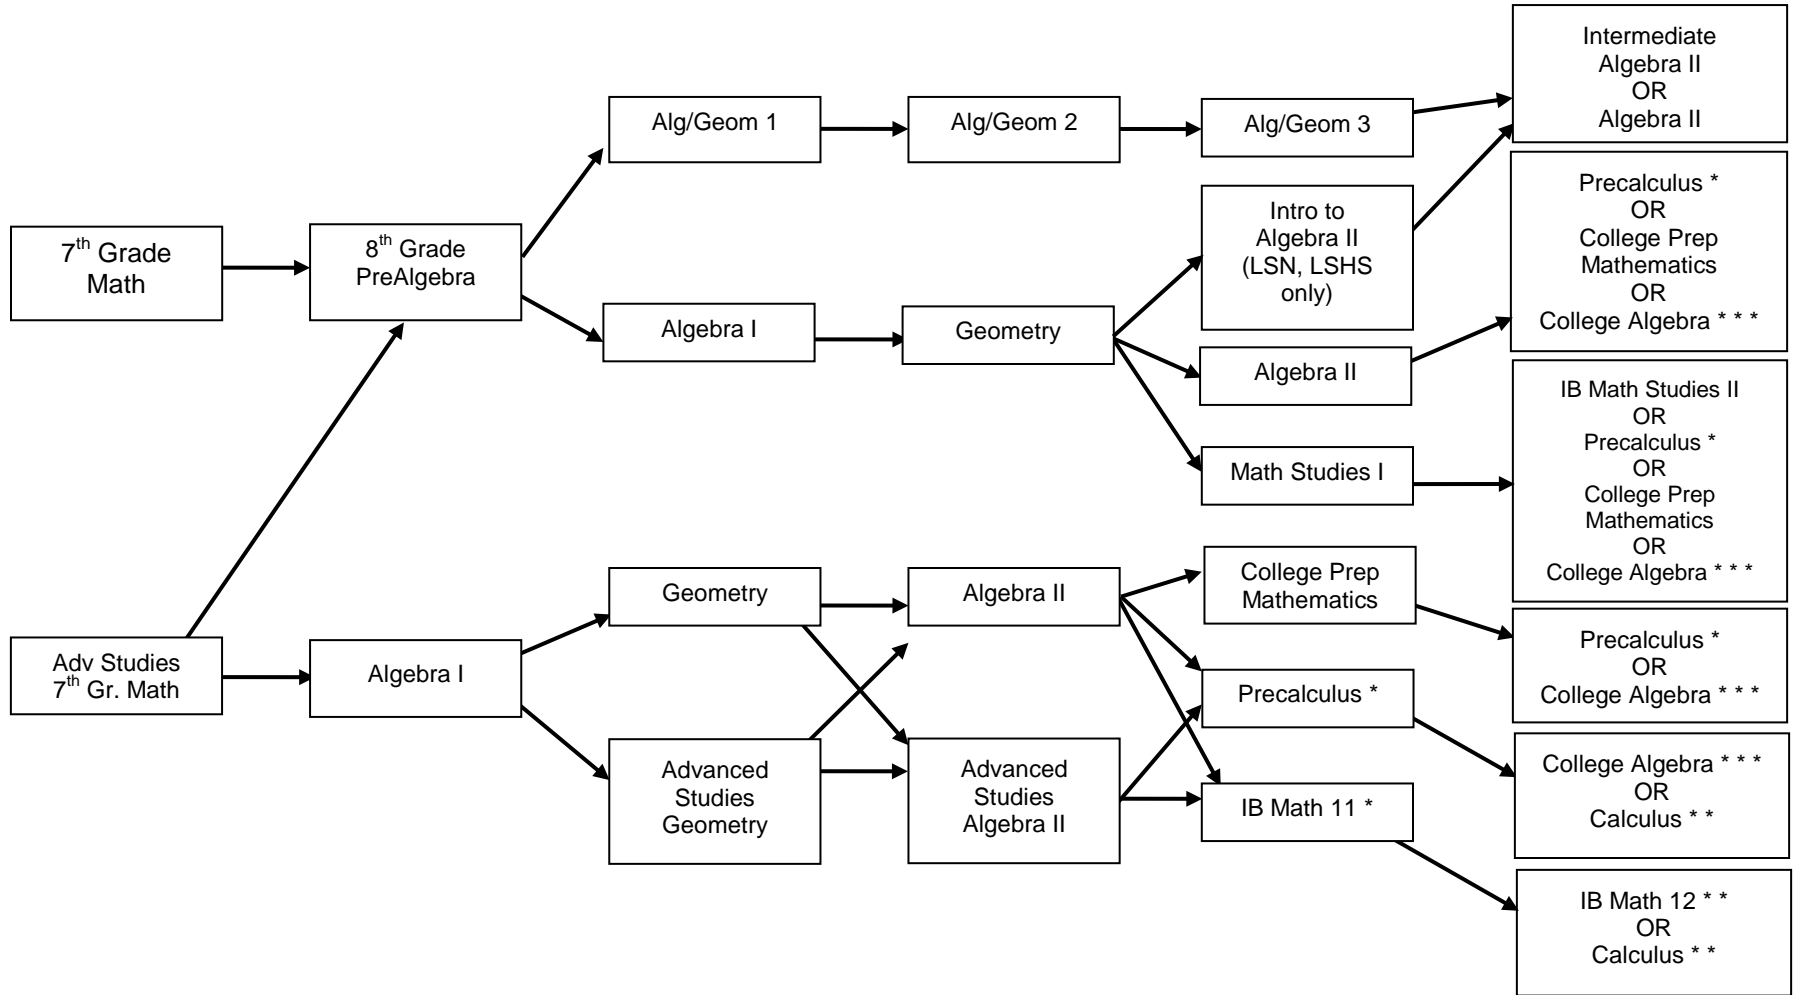 7th Grade
Math
Adv Studies
7th Gr. Math
8th Grade
PreAlgebra
Algebra I
Alg/Geom 1
Algebra I
Geometry
Advanced
Studies
Geometry
Alg/Geom 2
Geometry
Algebra II
Advanced
Studies
Algebra II
Alg/Geom 3
Intro to
Algebra II
(LSN, LSHS
only)
Algebra II
Math Studies I
College Prep
Mathematics
Precalculus *
IB Math 11 *
Intermediate
Algebra II
OR
Algebra II
Precalculus *
OR
College Prep
Mathematics
OR
College Algebra * * *
IB Math Studies II
OR
Precalculus *
OR
College Prep
Mathematics
OR
College Algebra * * *
Precalculus *
OR
College Algebra * * *
College Algebra * * *
OR
Calculus * *
IB Math 12 * *
OR
Calculus * *